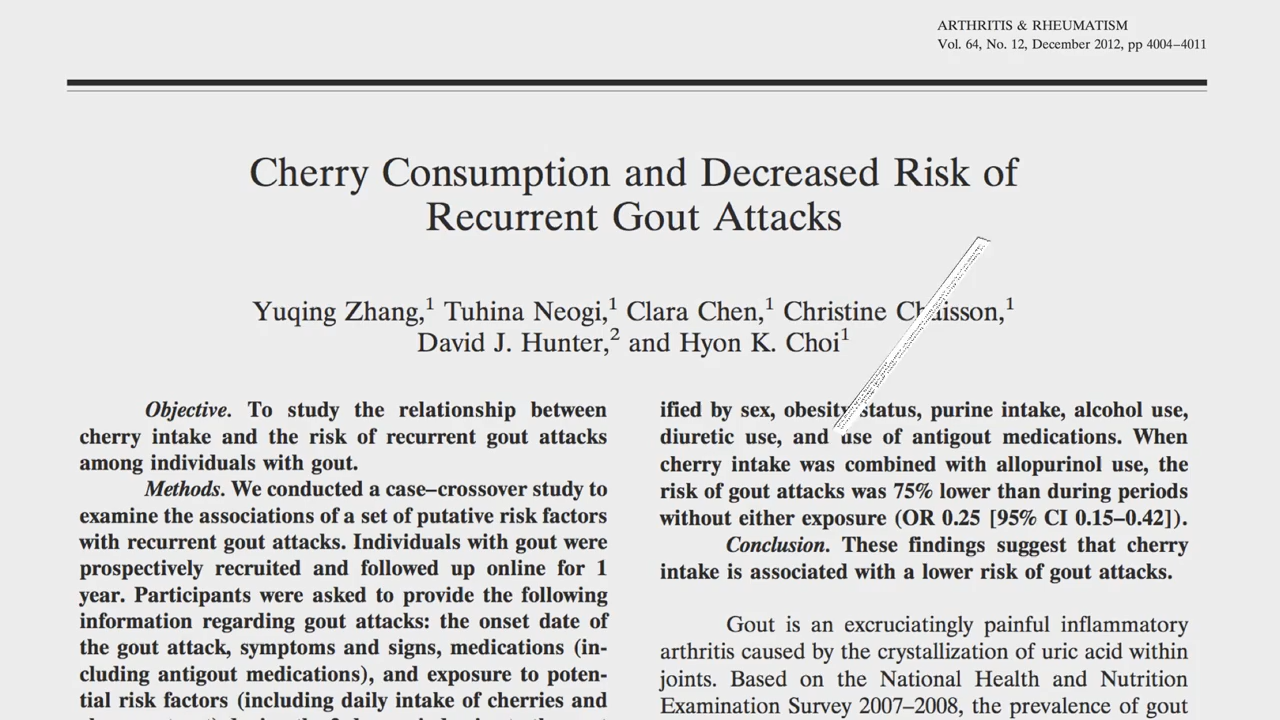 ARTHRITIS & RHEUMATISM
Vol. 64, No. 12, December 2012, pp 4004–4011
Cherry Consumption and Decreased Risk of
Recurrent Gout Attacks
Yuqing Zhang,1 Tuhina Neogi,1 Clara Chen,1 Christine Chaisson,1
David J. Hunter,2 and Hyon K. Choi1
Objective. To study the relationship between
cherry intake and the risk of recurrent gout attacks
among individuals with gout.
Methods. We conducted a case–crossover study to
examine the associations of a set of putative risk factors
with recurrent gout attacks. Individuals with gout were
prospectively recruited and followed up online for 1
year. Participants were asked to provide the following
information regarding gout attacks: the onset date of
the gout attack, symptoms and signs, medications (in-
cluding antigout medications), and exposure to poten-
tial risk factors (including daily intake of cherries and
ified by sex, obesity status, purine intake, alcohol use,
diuretic use, and use of antigout medications. When
cherry intake was combined with allopurinol use, the
risk of gout attacks was 75% lower than during periods
without either exposure (OR 0.25 [95% CI 0.15–0.42]).
Conclusion. These findings suggest that cherry
intake is associated with a lower risk of gout attacks.
Gout is an excruciatingly painful inflammatory
arthritis caused by the crystallization of uric acid within
joints. Based on the National Health and Nutrition
Examination Survey 2007–2008, the prevalence of gout